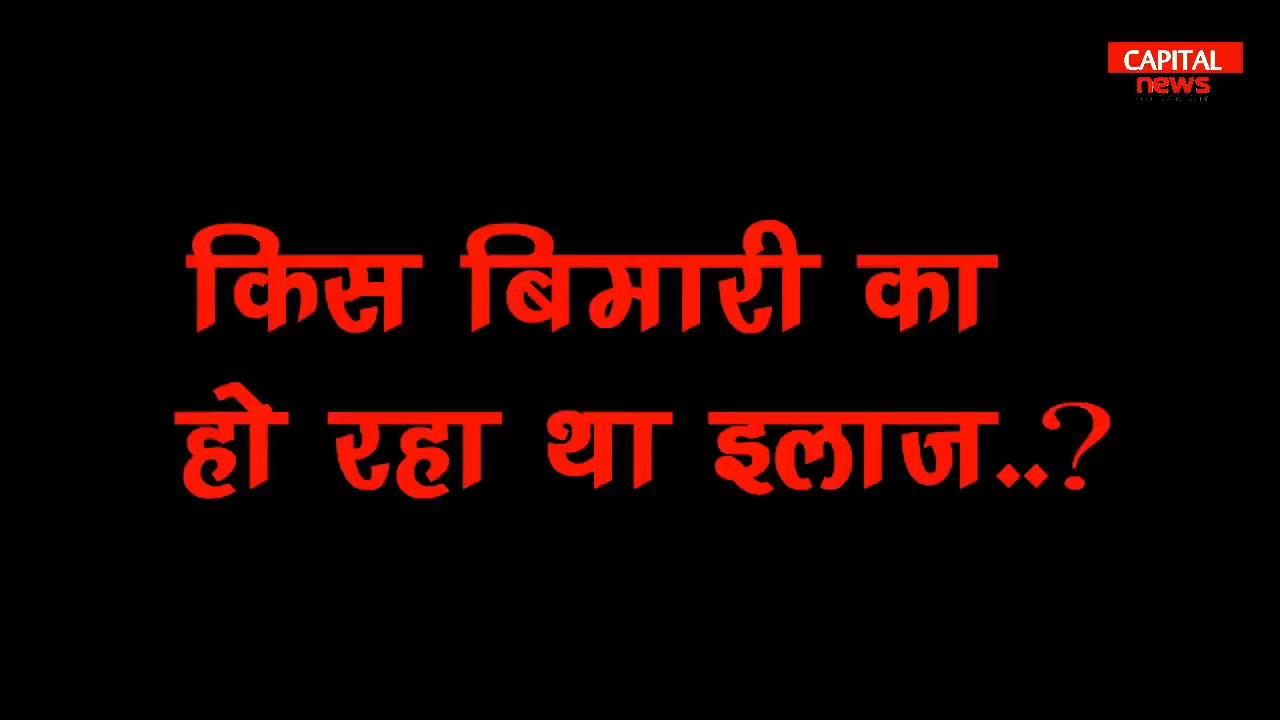 CAPITAL
news
किस बिमारी का
हो रहा था इलाज..?